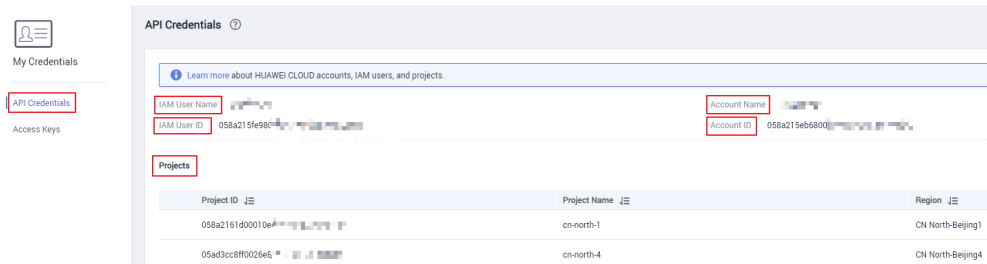 API Credentials
My Credentials
Learn more about HUAWEI CLOUD accounts, IAM users, and projects.
API Credentials
IAM User Name
Account Name
Access Keys
IAM User ID 058a215fe980
Account ID 058a215eb6800
Projects
Project ID
Project Name
Region
058a2161d00010e
cn-north-1
CN North-Beijing1
05ad3cc8ff0026e6
cn-north-4
CN North-Beijing4